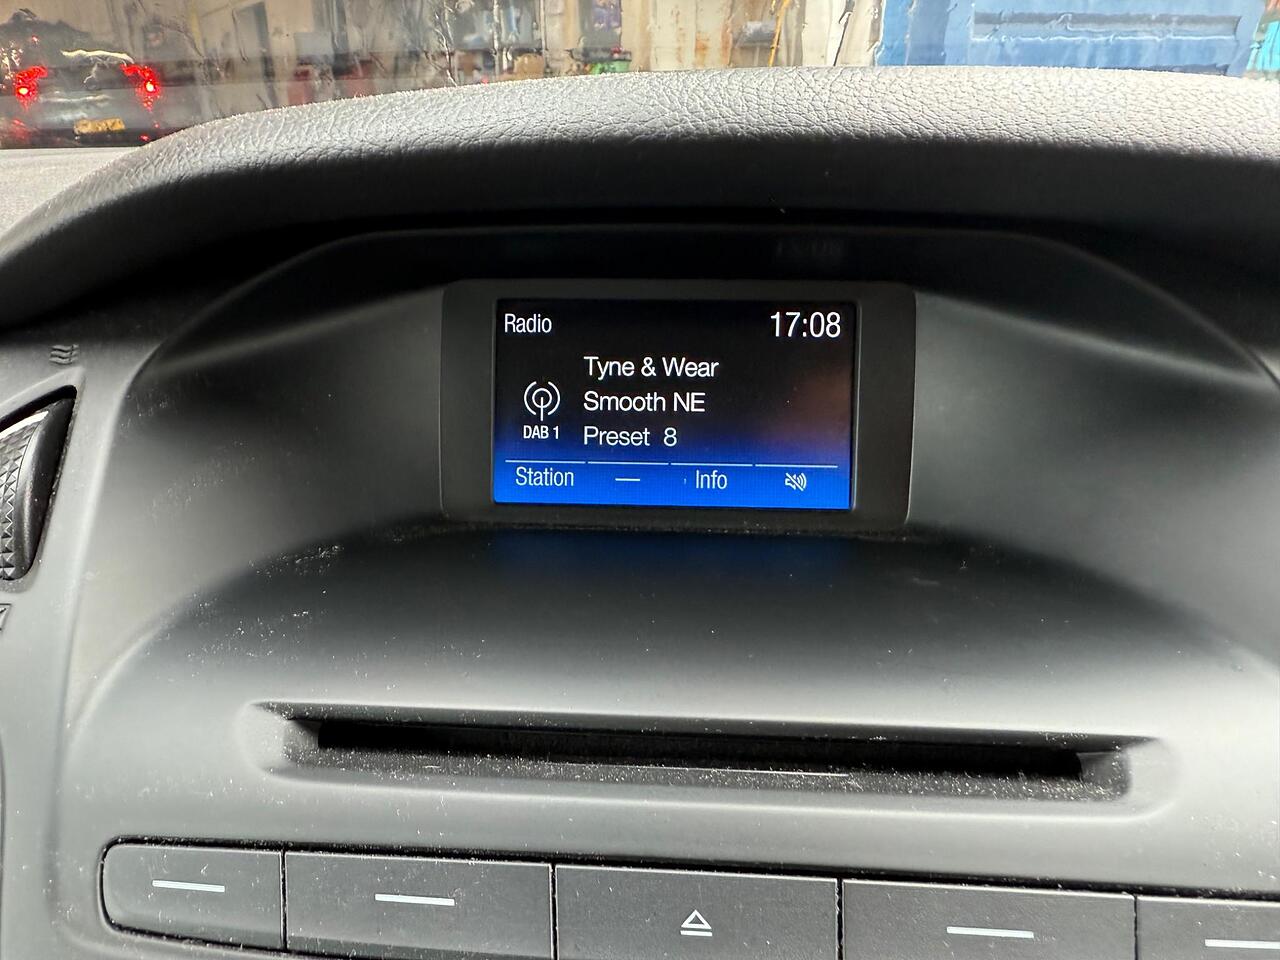 Radio 17:08
Tyne & Wear
Smooth NE
DAB 1 Preset 8
Station Info